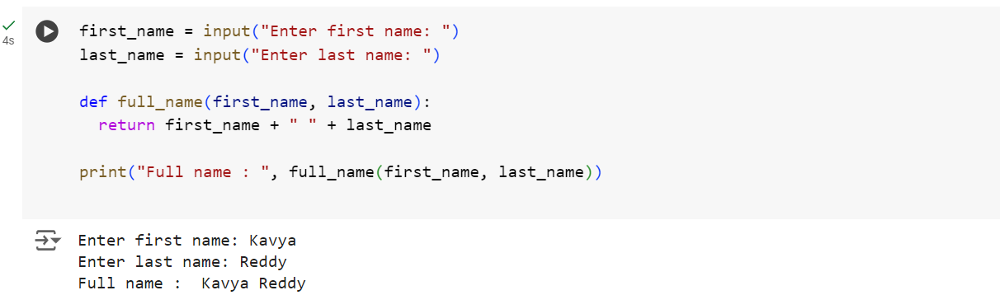 4s
first_name = input("Enter first name: ")
last_name = input("Enter last name: ")
def full_name(first_name, last_name):
  return first_name + " " + last_name
print("Full name : ", full_name(first_name, last_name))
Enter first name: Kavya
Enter last name: Reddy
Full name :  Kavya Reddy